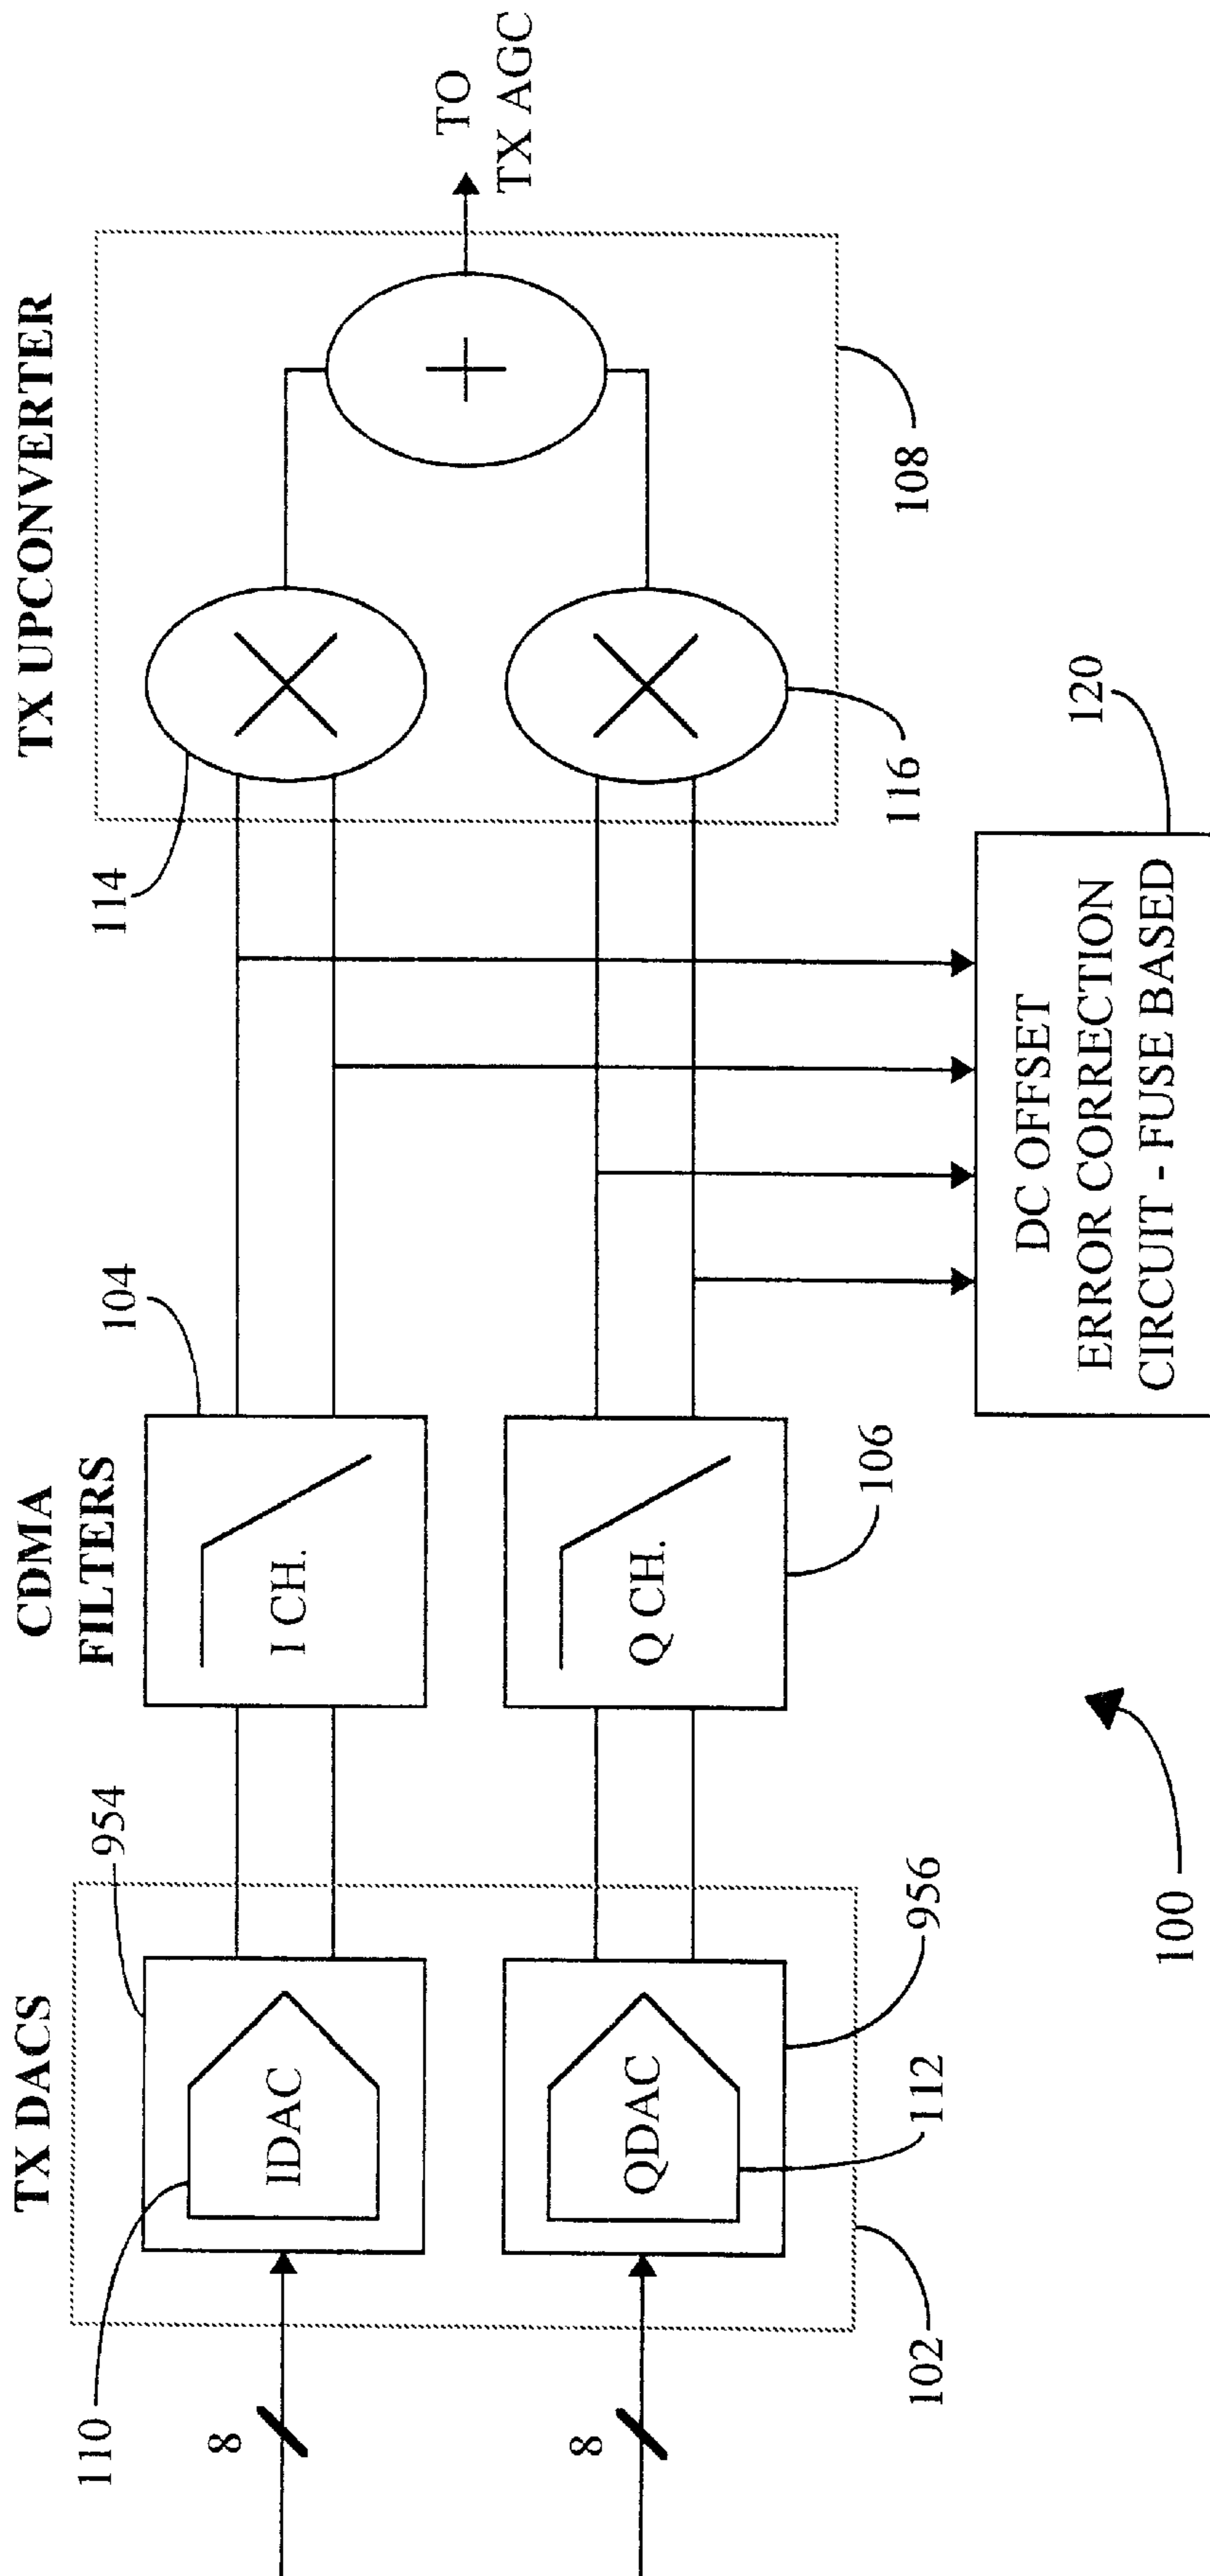 TX DACS
CDMA
FILTERS
TX UPCONVERTER
110
954
104
114
8
IDAC
I CH.
TO
TX AGC
8
QDAC
Q CH.
102
112
956
106
116
108
100
DC OFFSET
ERROR CORRECTION
CIRCUIT - FUSE BASED
120